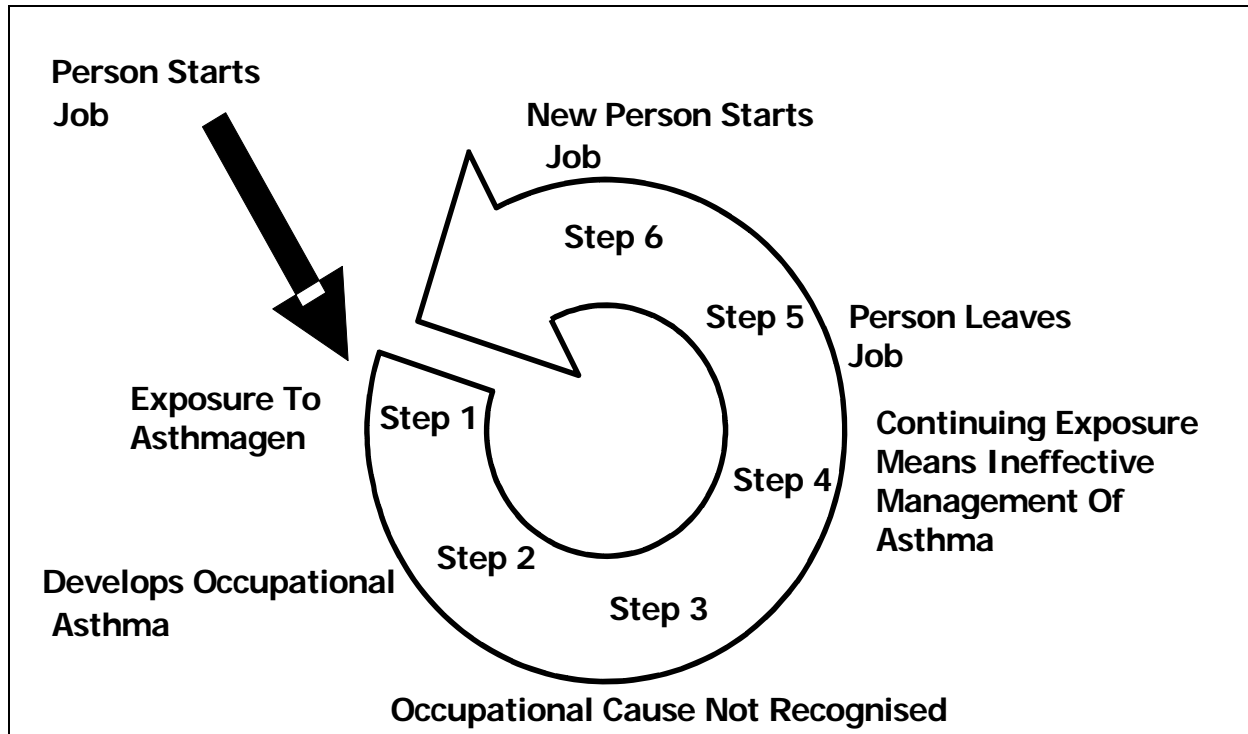 Person Starts
Job
New Person Starts
Job
Step 6
Step 5
Person Leaves
Job
Exposure To
Asthmagen
Step 1
Continuing Exposure
Means Ineffective
Management Of
Asthma
Step 4
Step 2
Develops Occupational
Asthma
Step 3
Occupational Cause Not Recognised